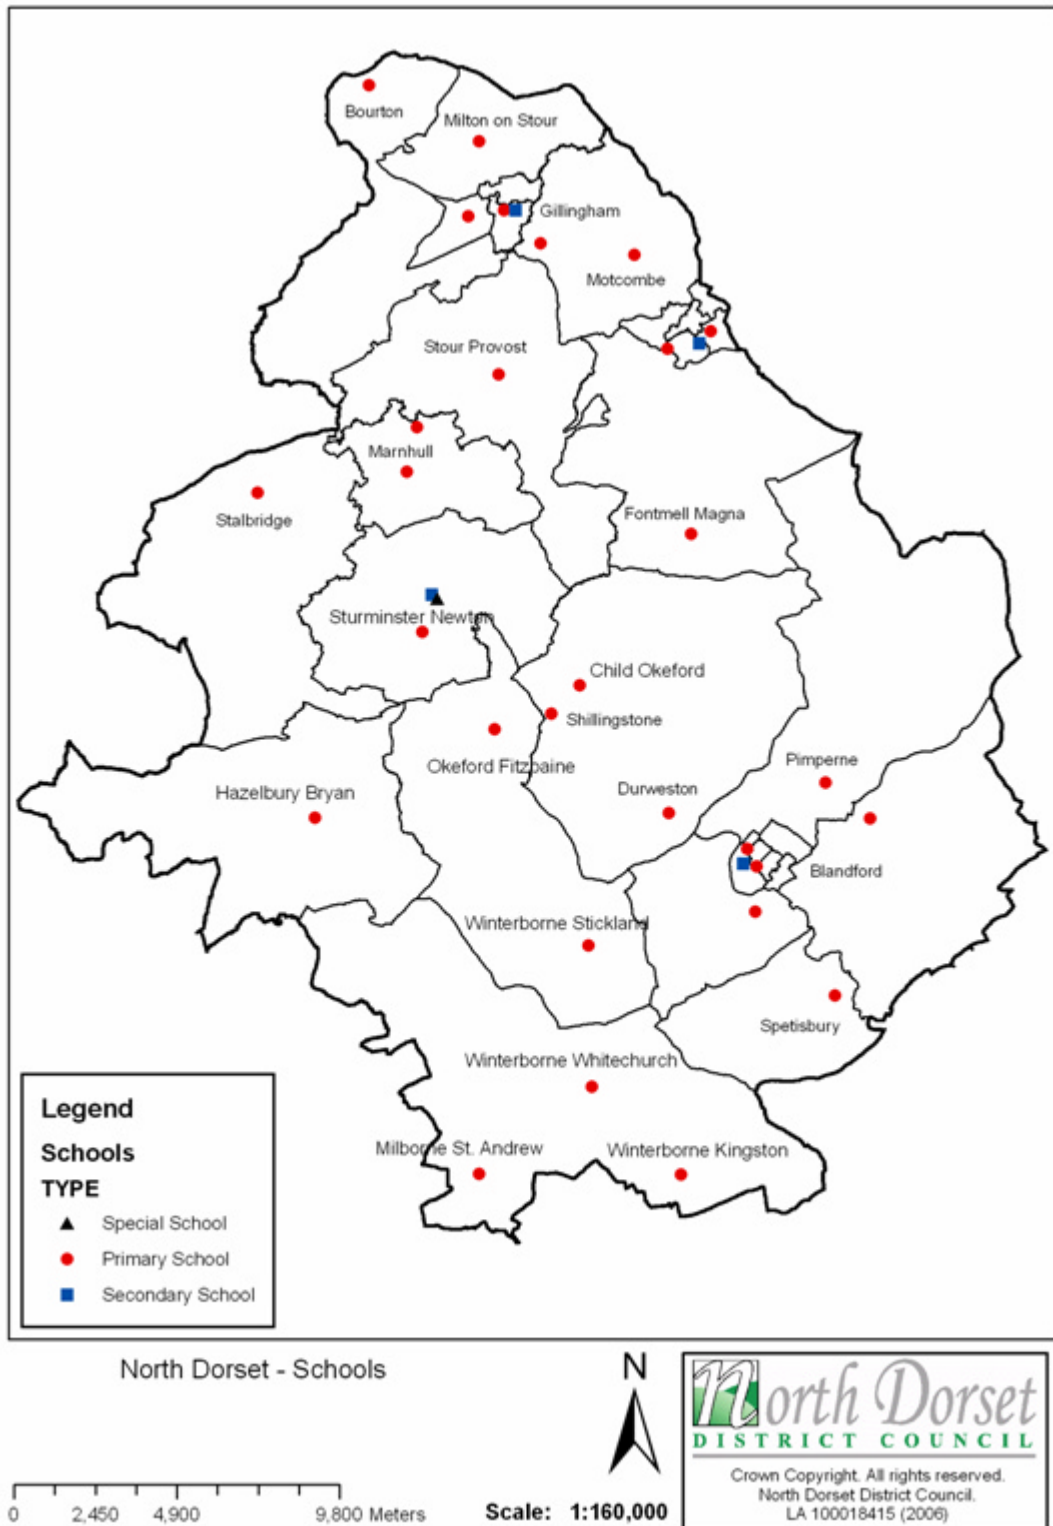 Bourton
Milton on Stour
Gillingham
Motcombe
Stour Provost
Marnhull
Stalbridge
Fontmell Magna
Sturminster Newton
Child Okeford
Shillingstone
Okeford Fitzpaine
Pimperne
Hazelbury Bryan
Durweston
Blandford
Winterborne Stickland
Spetisbury
Winterborne Whitechurch
Milborne St. Andrew
Winterborne Kingston
Legend
Schools
TYPE
Special School
Primary School
Secondary School
North Dorset - Schools
N
0 2,450 4,900 9,800 Meters
Scale: 1:160,000
North Dorset
DISTRICT COUNCIL
Crown Copyright. All rights reserved.
North Dorset District Council.
LA 100018415 (2006)